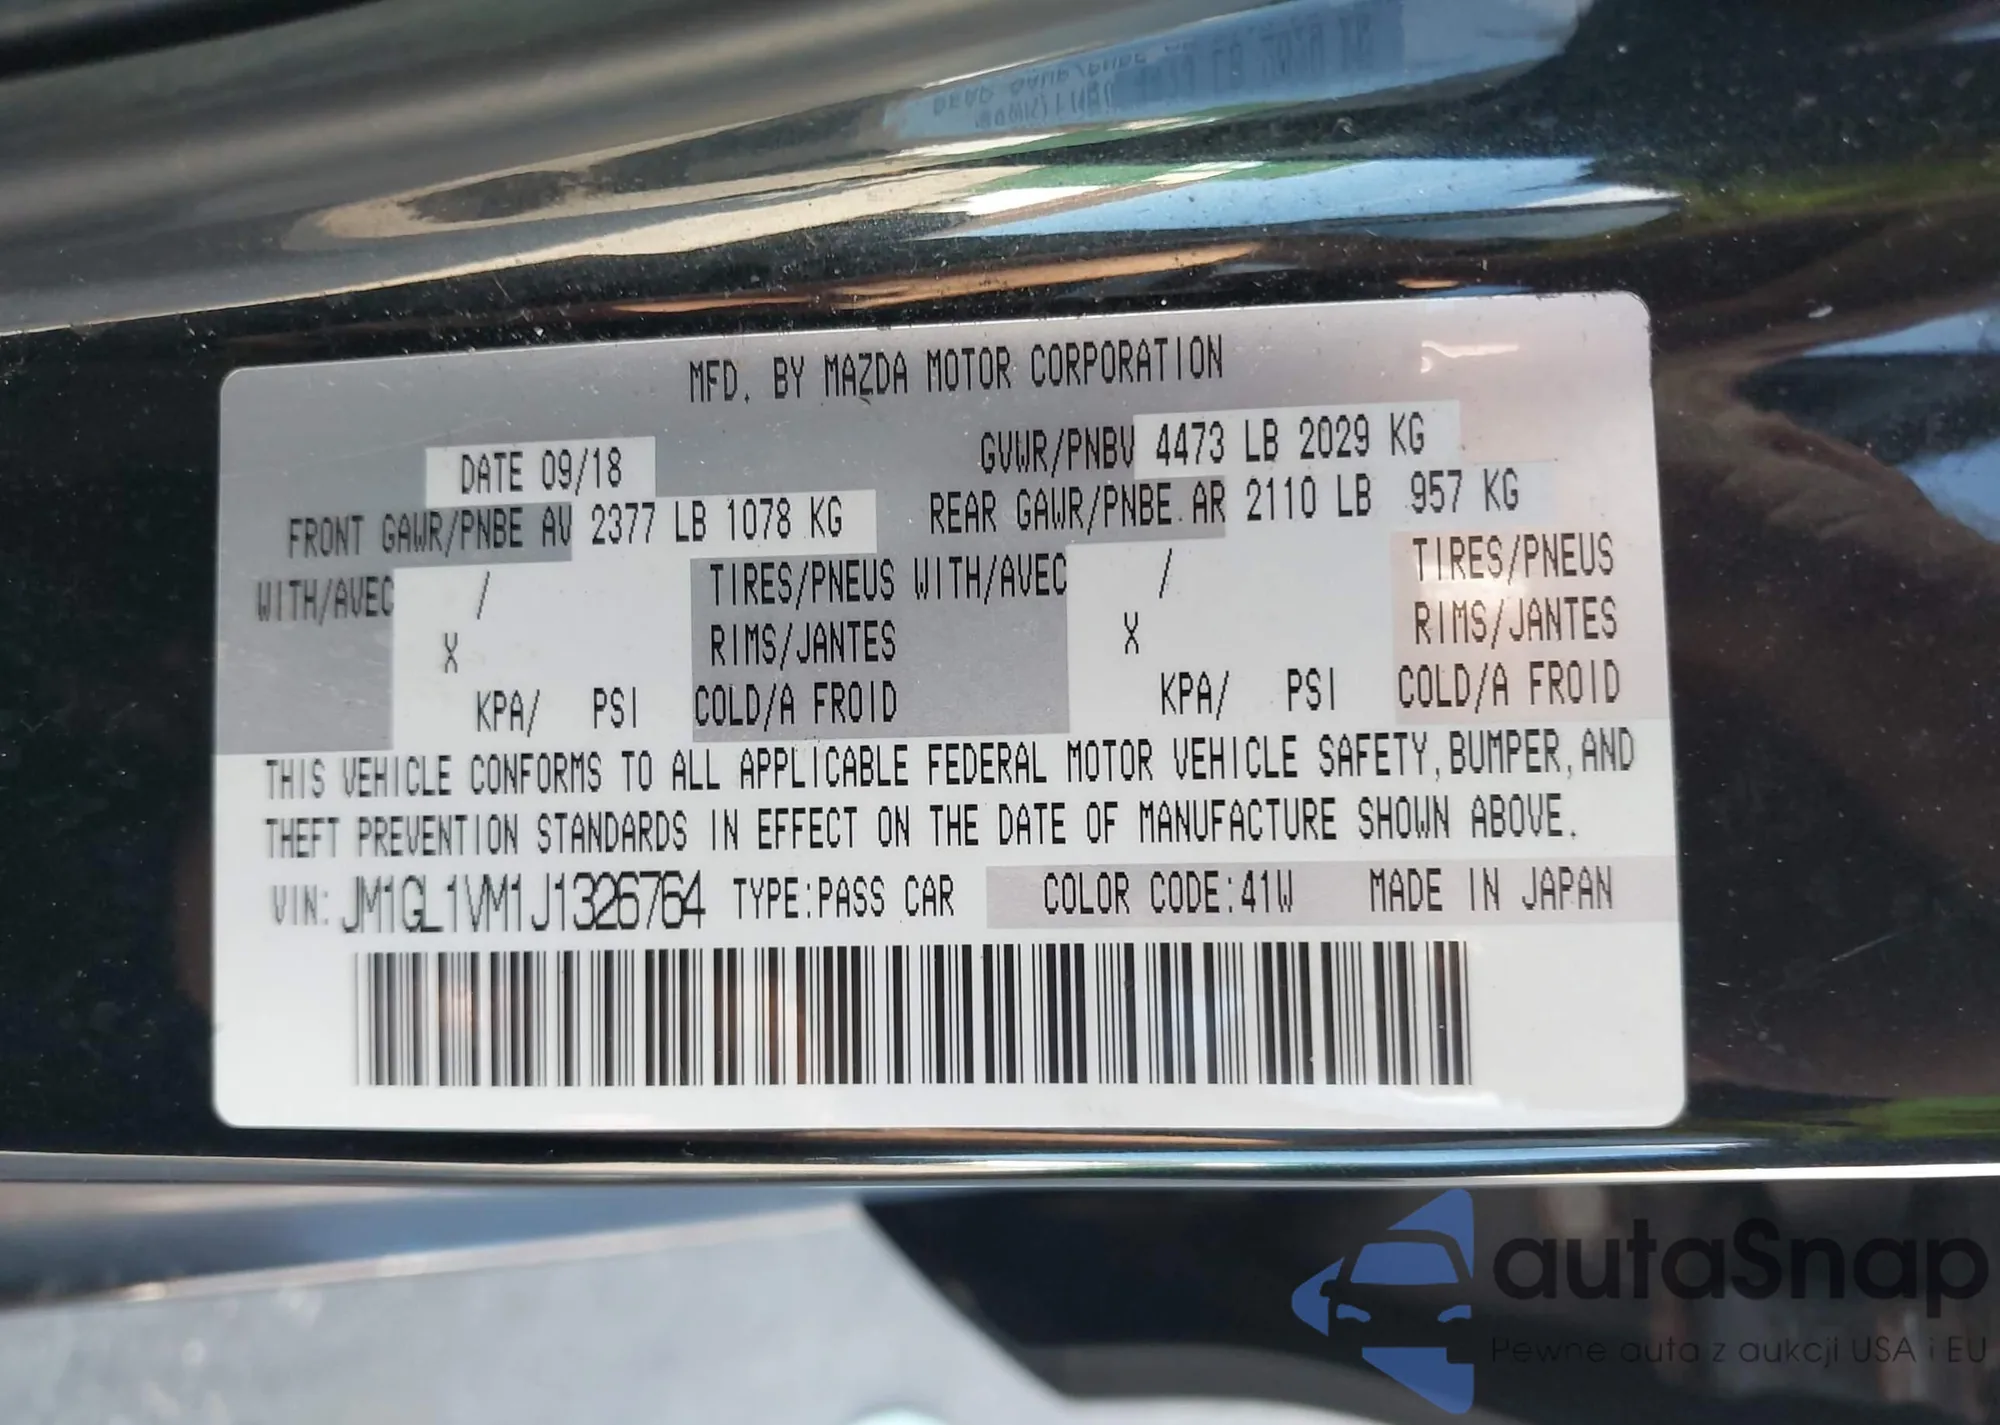 MFD. BY MAZDA MOTOR CORPORATION
DATE 09/18 GVWR/PNBV 4473 LB 2029 KG
FRONT GAWR/PNBE AV 2377 LB 1078 KG REAR GAWR/PNBE AR 2110 LB 957 KG
WITH/AVEC / TIRES/PNEUS WITH/AVEC / TIRES/PNEUS
X RIMS/JANTES X RIMS/JANTES
KPA/ PSI COLD/A FROID KPA/ PSI COLD/A FROID
THIS VEHICLE CONFORMS TO ALL APPLICABLE FEDERAL MOTOR VEHICLE SAFETY, BUMPER, AND
THEFT PREVENTION STANDARDS IN EFFECT ON THE DATE OF MANUFACTURE SHOWN ABOVE.
VIN: JM1GL1VM1J1326764 TYPE:PASS CAR COLOR CODE:41W MADE IN JAPAN
autaSnap
Pewne auta z aukcji USA i EU